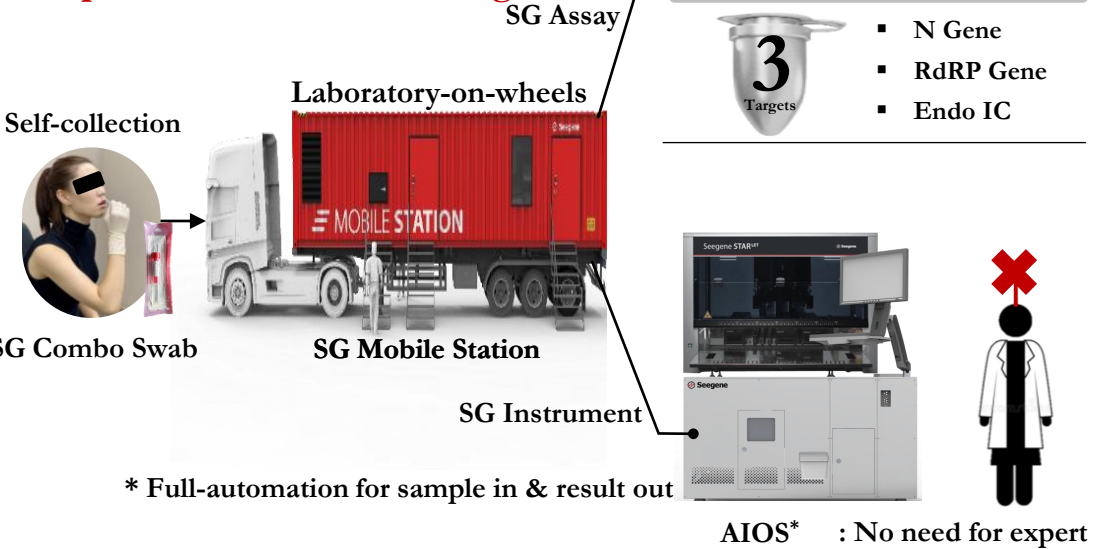 SG Assay
3
Targets
▪ N Gene
▪ RdRP Gene
▪ Endo IC
Laboratory-on-wheels
Self-collection
Seegene
MOBILE STATION
SG Combo Swab
SG Mobile Station
Seegene STARlet
Seegene
Seegene
SG Instrument
* Full-automation for sample in & result out
AIOS* : No need for expert